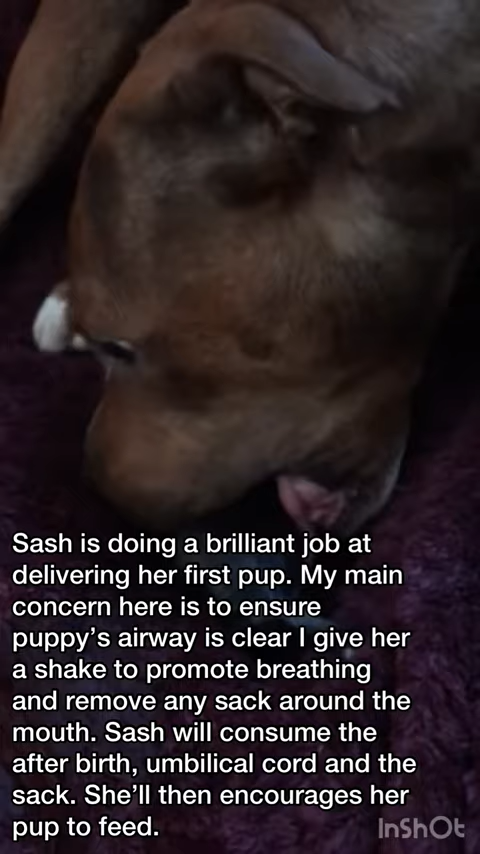 Sash is doing a brilliant job at
delivering her first pup. My main
concern here is to ensure
puppy’s airway is clear I give her
a shake to promote breathing
and remove any sack around the
mouth. Sash will consume the
after birth, umbilical cord and the
sack. She’ll then encourages her
pup to feed.
InShOt